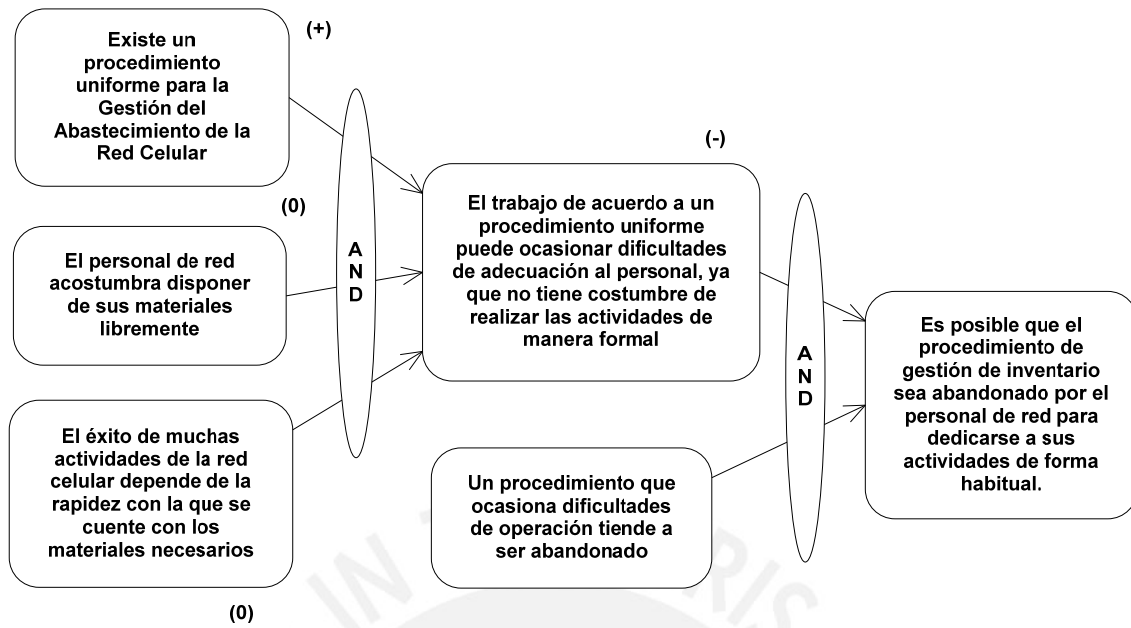 Existe un
procedimiento
uniforme para la
Gestión del
Abastecimiento de la
Red Celular
(+)
El personal de red
acostumbra disponer
de sus materiales
libremente
(0)
El éxito de muchas
actividades de la red
celular depende de la
rapidez con la que se
cuente con los
materiales necesarios
(0)
A
N
D
(-)
El trabajo de acuerdo a un
procedimiento uniforme
puede ocasionar dificultades
de adecuación al personal, ya
que no tiene costumbre de
realizar las actividades de
manera formal
Un procedimiento que
ocasiona dificultades
de operación tiende a
ser abandonado
A
N
D
Es posible que el
procedimiento de
gestión de inventario
sea abandonado por el
personal de red para
dedicarse a sus
actividades de forma
habitual.